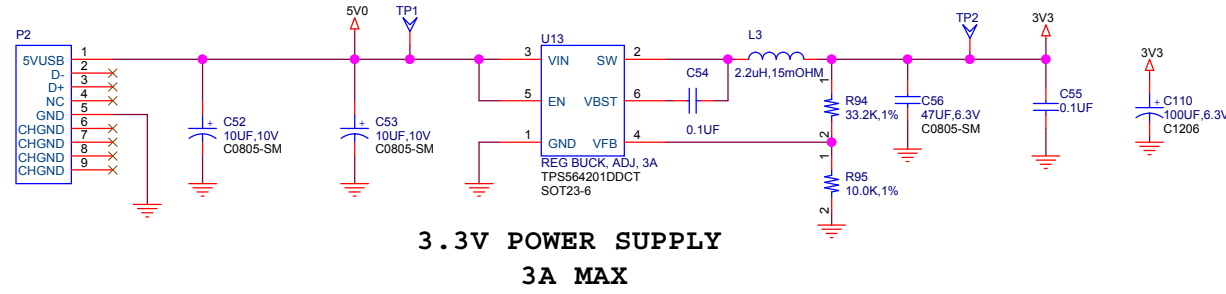 P2
5VUSB 1
D- 2
D+ 3
NC 4
GND 5
CHGND 6
CHGND 7
CHGND 8
CHGND 9
C52
10UF,10V
C0805-SM
5V0
C53
10UF,10V
C0805-SM
TP1
U13
3 VIN SW 2
5 EN VBST 6
1 GND VFB 4
REG BUCK, ADJ, 3A
TPS564201DDCT
SOT23-6
C54
0.1UF
L3
2.2uH,15mOHM
1
R94
33.2K,1%
2
1
R95
10.0K,1%
2
C56
47UF,6.3V
C0805-SM
TP2
3V3
C55
0.1UF
3V3
C110
100UF,6.3V
C1206
3.3V POWER SUPPLY
3A MAX